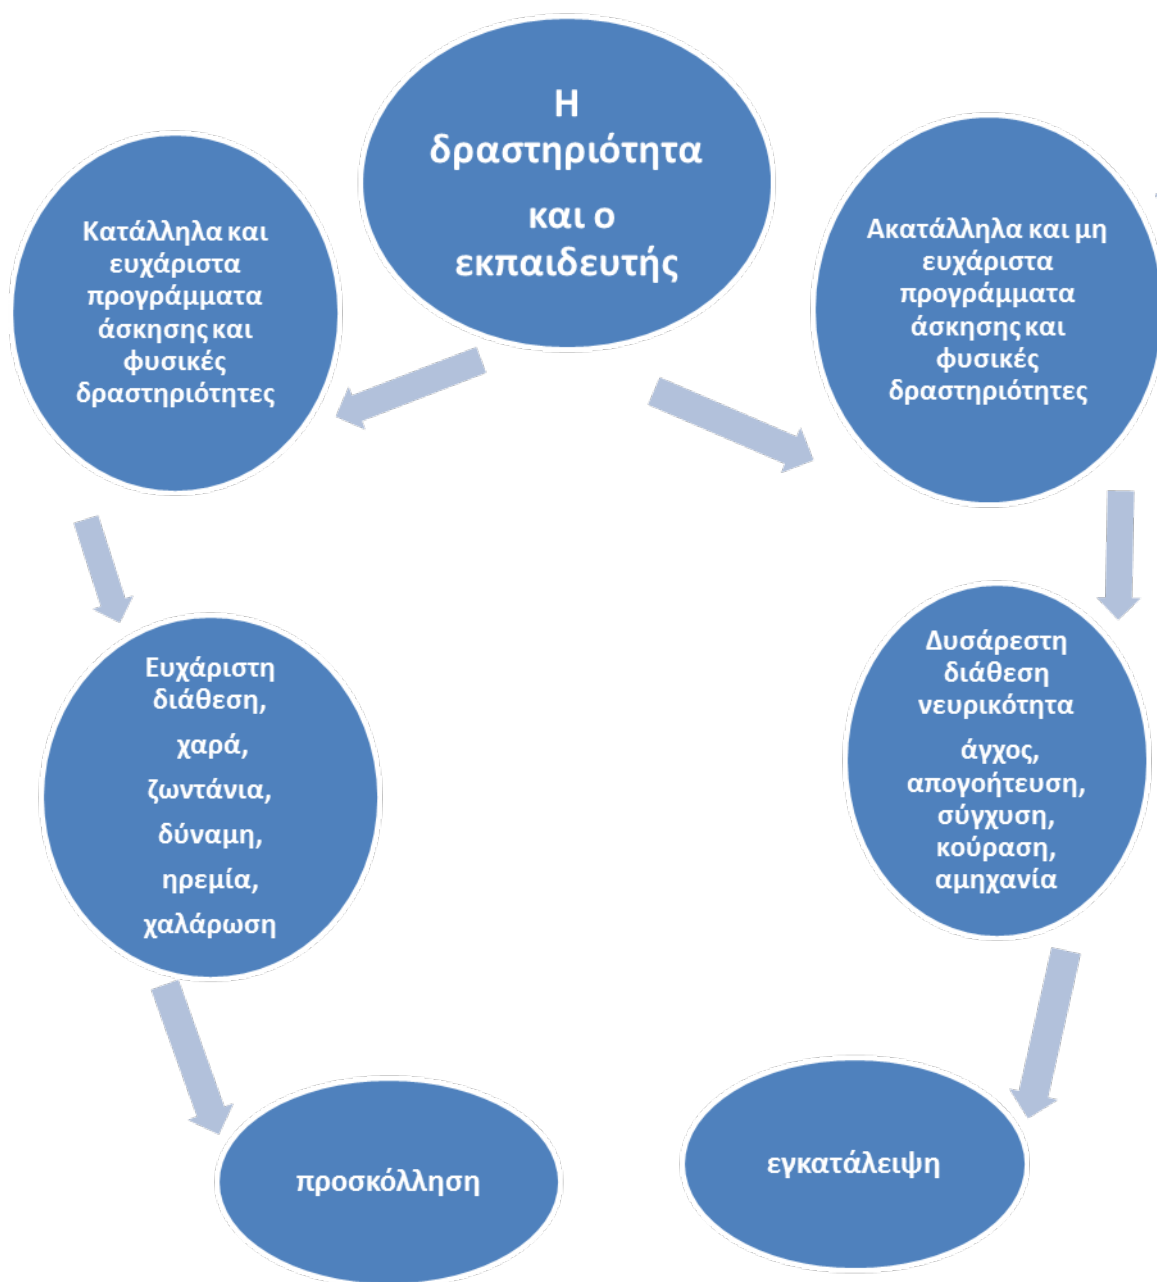 Η
δραστηριότητα
και ο
εκπαιδευτής
Κατάλληλα και
ευχάριστα
προγράμματα
άσκησης και
φυσικές
δραστηριότητες
Ακατάλληλα και μη
ευχάριστα
προγράμματα
άσκησης και
φυσικές
δραστηριότητες
Ευχάριστη
διάθεση,
χαρά,
ζωντάνια,
δύναμη,
ηρεμία,
χαλάρωση
Δυσάρεστη
διάθεση
νευρικότητα
άγχος,
απογοήτευση,
σύγχυση,
κούραση,
αμηχανία
προσκόλληση
εγκατάλειψη